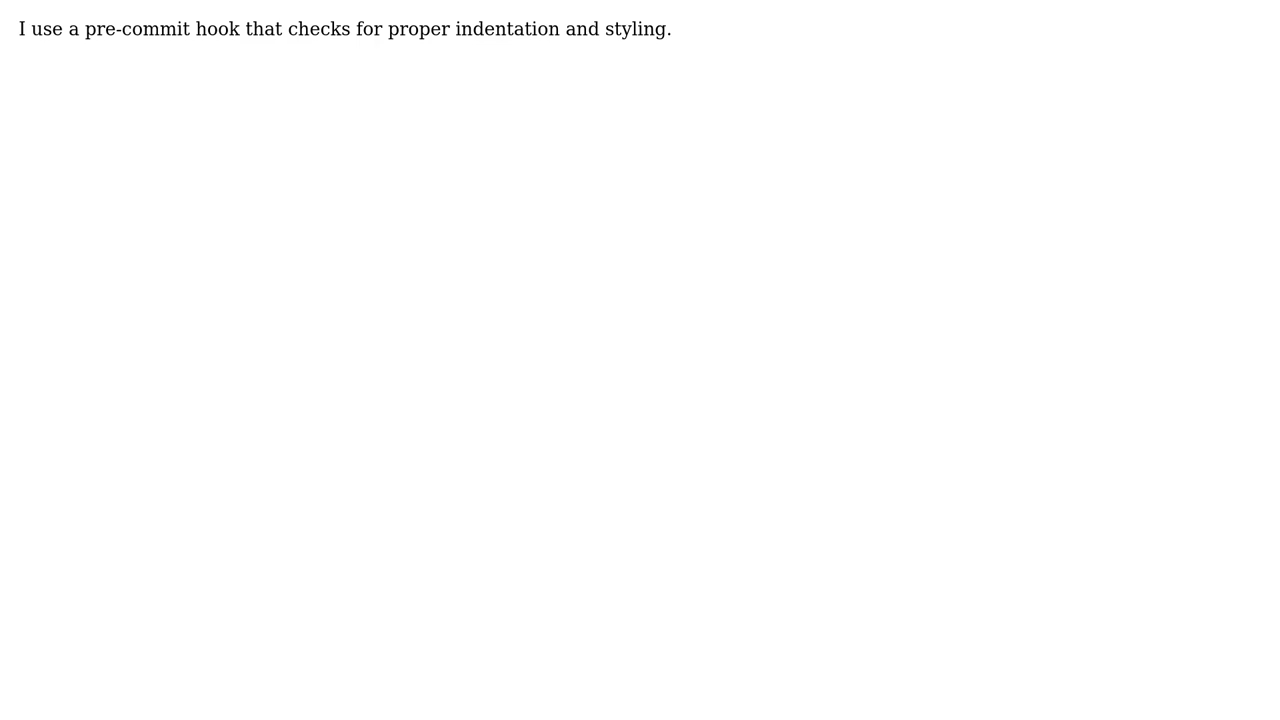 I use a pre-commit hook that checks for proper indentation and styling.